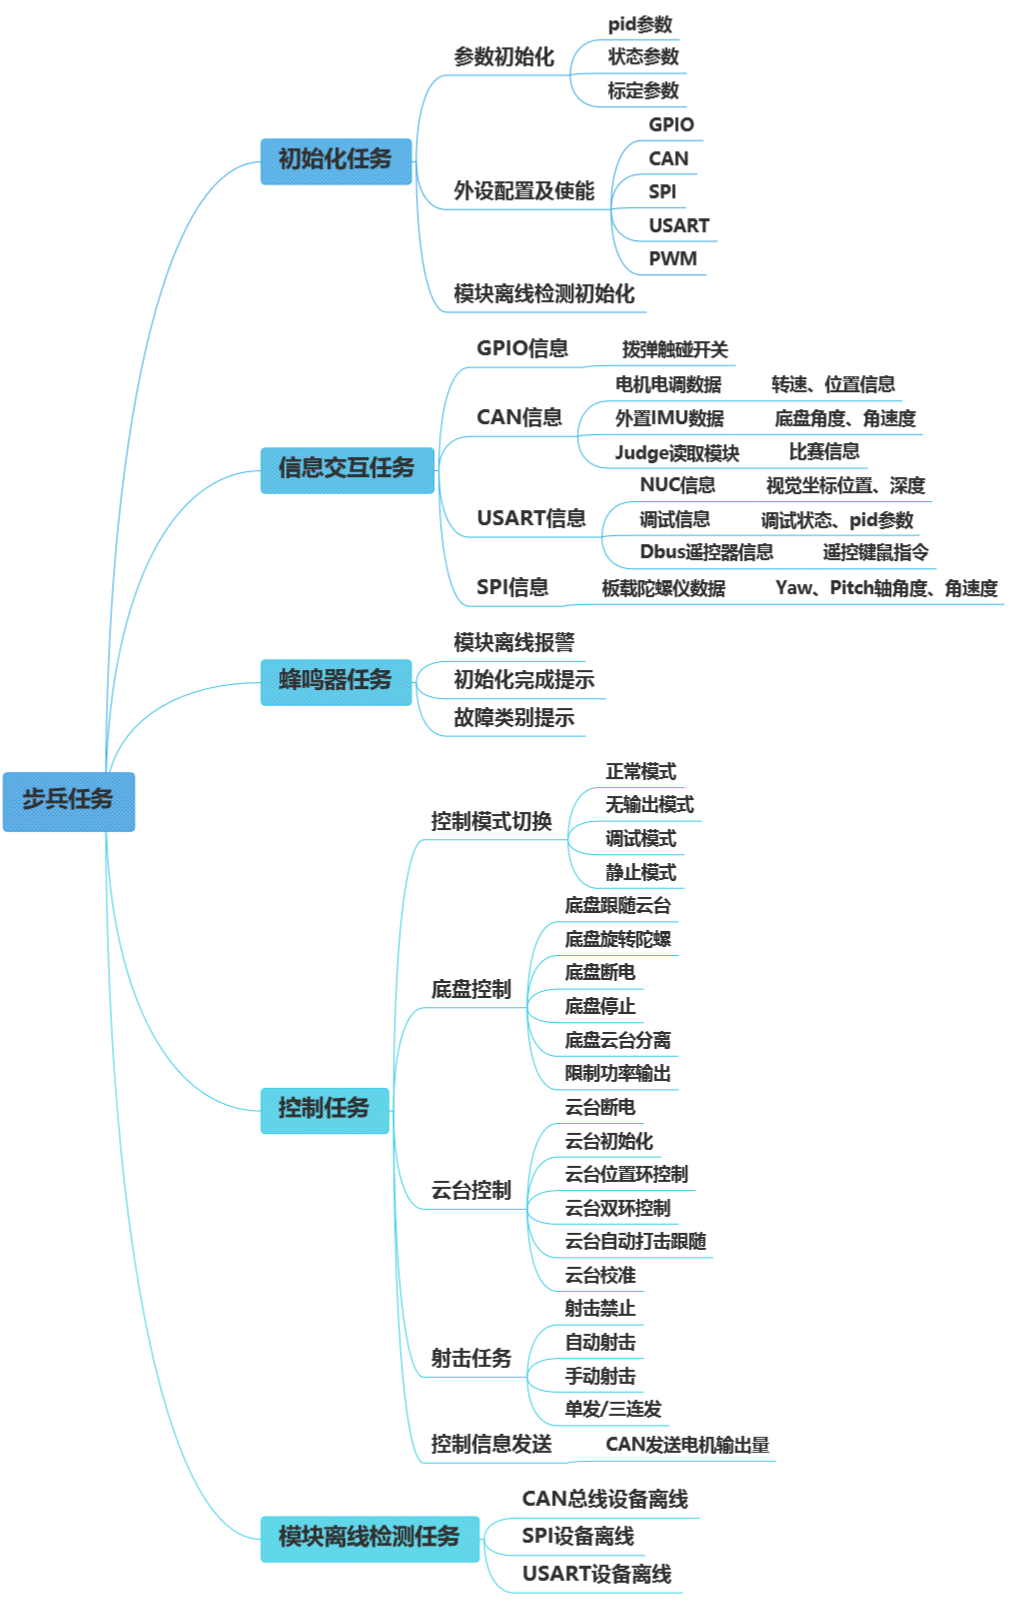 步兵任务
初始化任务
参数初始化
pid参数
状态参数
标定参数
外设配置及使能
GPIO
CAN
SPI
USART
PWM
模块离线检测初始化
信息交互任务
GPIO信息
拨弹触碰开关
CAN信息
电机电调数据
转速、位置信息
外置IMU数据
底盘角度、角速度
Judge读取模块
比赛信息
USART信息
NUC信息
视觉坐标位置、深度
调试信息
调试状态、pid参数
Dbus遥控器信息
遥控键鼠指令
SPI信息
板载陀螺仪数据
Yaw、Pitch轴角度、角速度
蜂鸣器任务
模块离线报警
初始化完成提示
故障类别提示
控制任务
控制模式切换
正常模式
无输出模式
调试模式
静止模式
底盘控制
底盘跟随云台
底盘旋转陀螺
底盘断电
底盘停止
底盘云台分离
限制功率输出
云台控制
云台断电
云台初始化
云台位置环控制
云台双环控制
云台自动打击跟随
云台校准
射击任务
射击禁止
自动射击
手动射击
单发/三连发
控制信息发送
CAN发送电机输出量
模块离线检测任务
CAN总线设备离线
SPI设备离线
USART设备离线